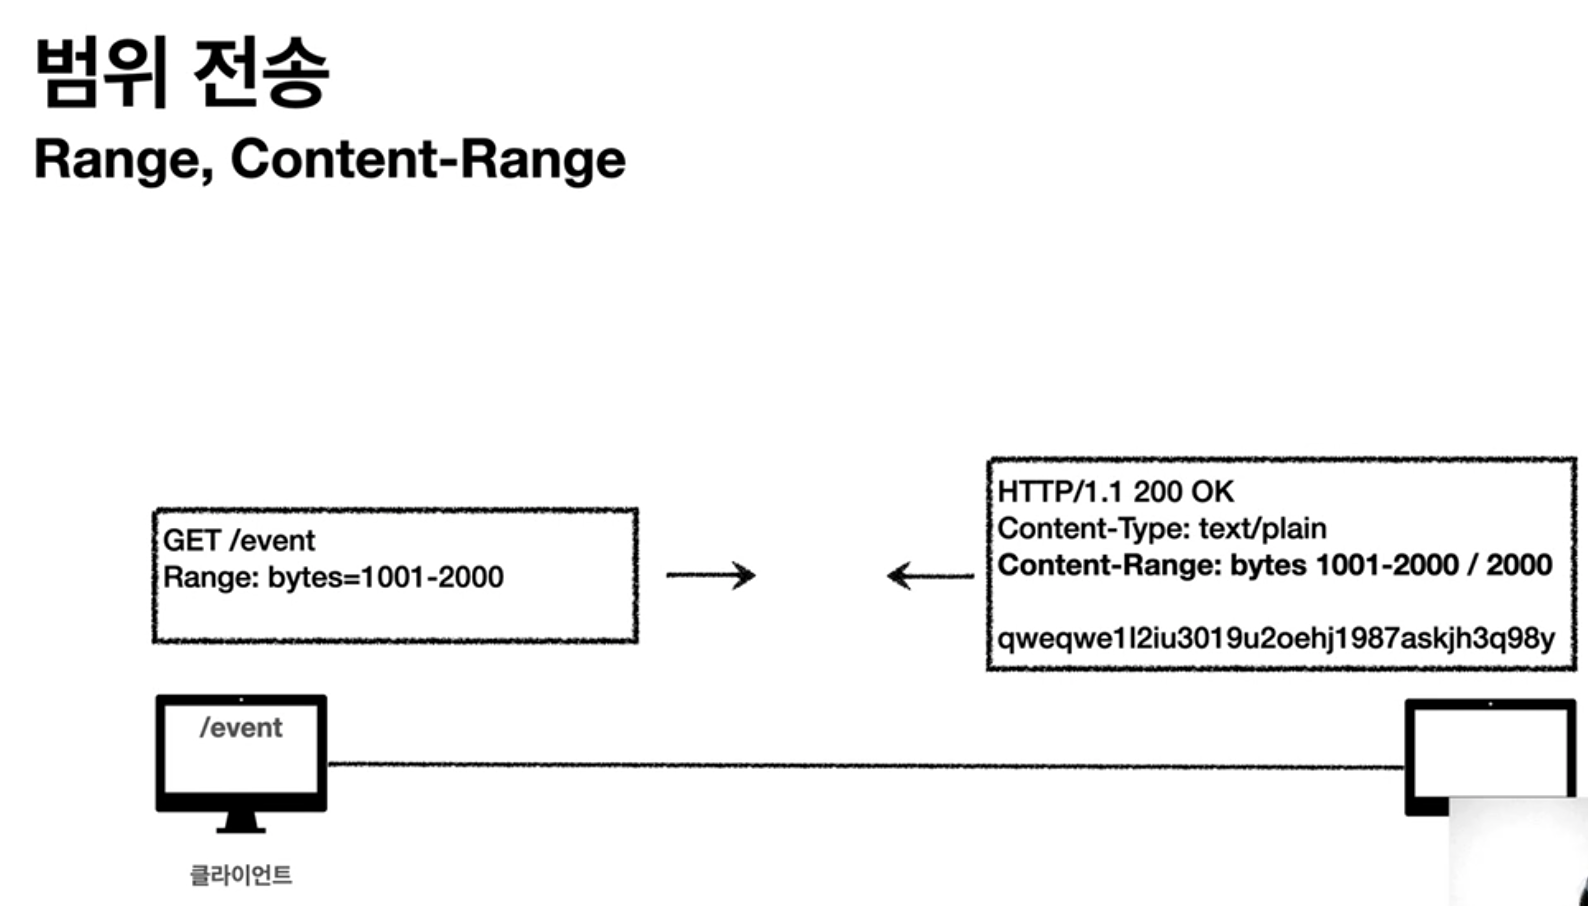 범위 전송
Range, Content-Range
GET /event
Range: bytes=1001-2000
HTTP/1.1 200 OK
Content-Type: text/plain
Content-Range: bytes 1001-2000 / 2000
qweqwe1l2iu3019u2oehj1987askjh3q98y
/event
클라이언트